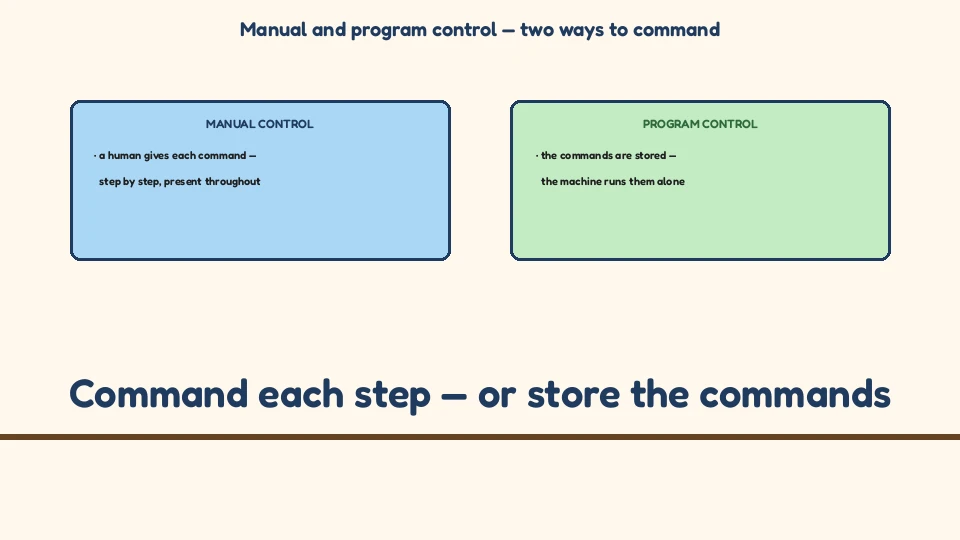 Manual and program control — two ways to command
MANUAL CONTROL
· a human gives each command —
step by step, present throughout
PROGRAM CONTROL
· the commands are stored —
the machine runs them alone
Command each step — or store the commands